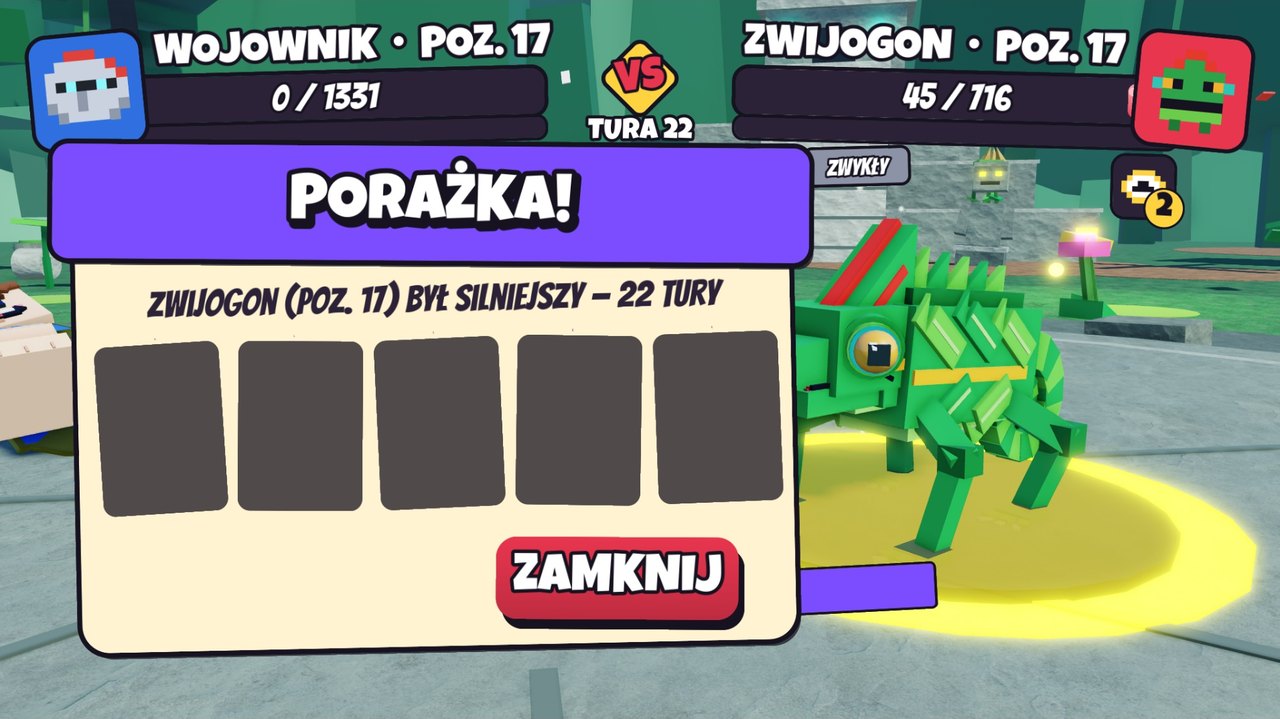 WOJOWNIK • POZ. 17
0 / 1331
VS
TURA 22
ZWIJOGON • POZ. 17
45 / 716
ZWYKŁY
2
PORAŻKA!
ZWIJOGON (POZ. 17) BYŁ SILNIEJSZY – 22 TURY
ZAMKNIJ